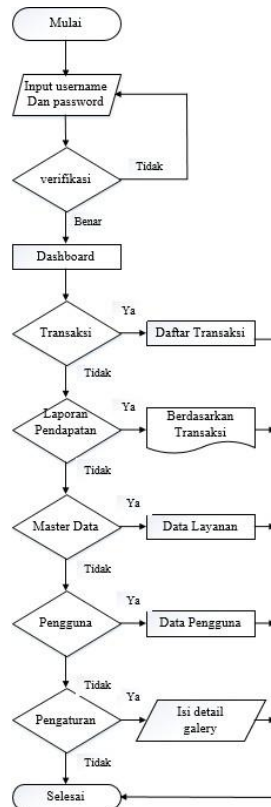 Mulai
Input username
Dan password
verifikasi
Tidak
Benar
Dashboard
Transaksi
Ya
Daftar Transaksi
Tidak
Laporan
Pendapatan
Ya
Berdasarkan
Transaksi
Tidak
Master Data
Ya
Data Layanan
Tidak
Pengguna
Ya
Data Pengguna
Tidak
Pengaturan
Ya
Isi detail
galery
Tidak
Selesai